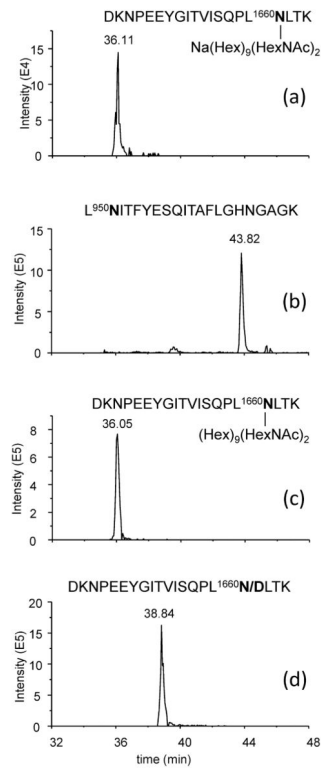 DKNPEEYGITVISQPL¹⁶⁶⁰NLTK
36.11
Na(Hex)₉(HexNAc)₂
15
10
5
0
Intensity (E4)
(a)
L⁹⁵⁰NITFYESQITAFLGHNGAGK
43.82
15
10
5
0
Intensity (E5)
(b)
DKNPEEYGITVISQPL¹⁶⁶⁰NLTK
36.05
(Hex)₉(HexNAc)₂
8
6
4
2
0
Intensity (E5)
(c)
DKNPEEYGITVISQPL¹⁶⁶⁰N/DLTK
38.84
20
15
10
5
0
Intensity (E5)
(d)
32 36 40 44 48
time (min)